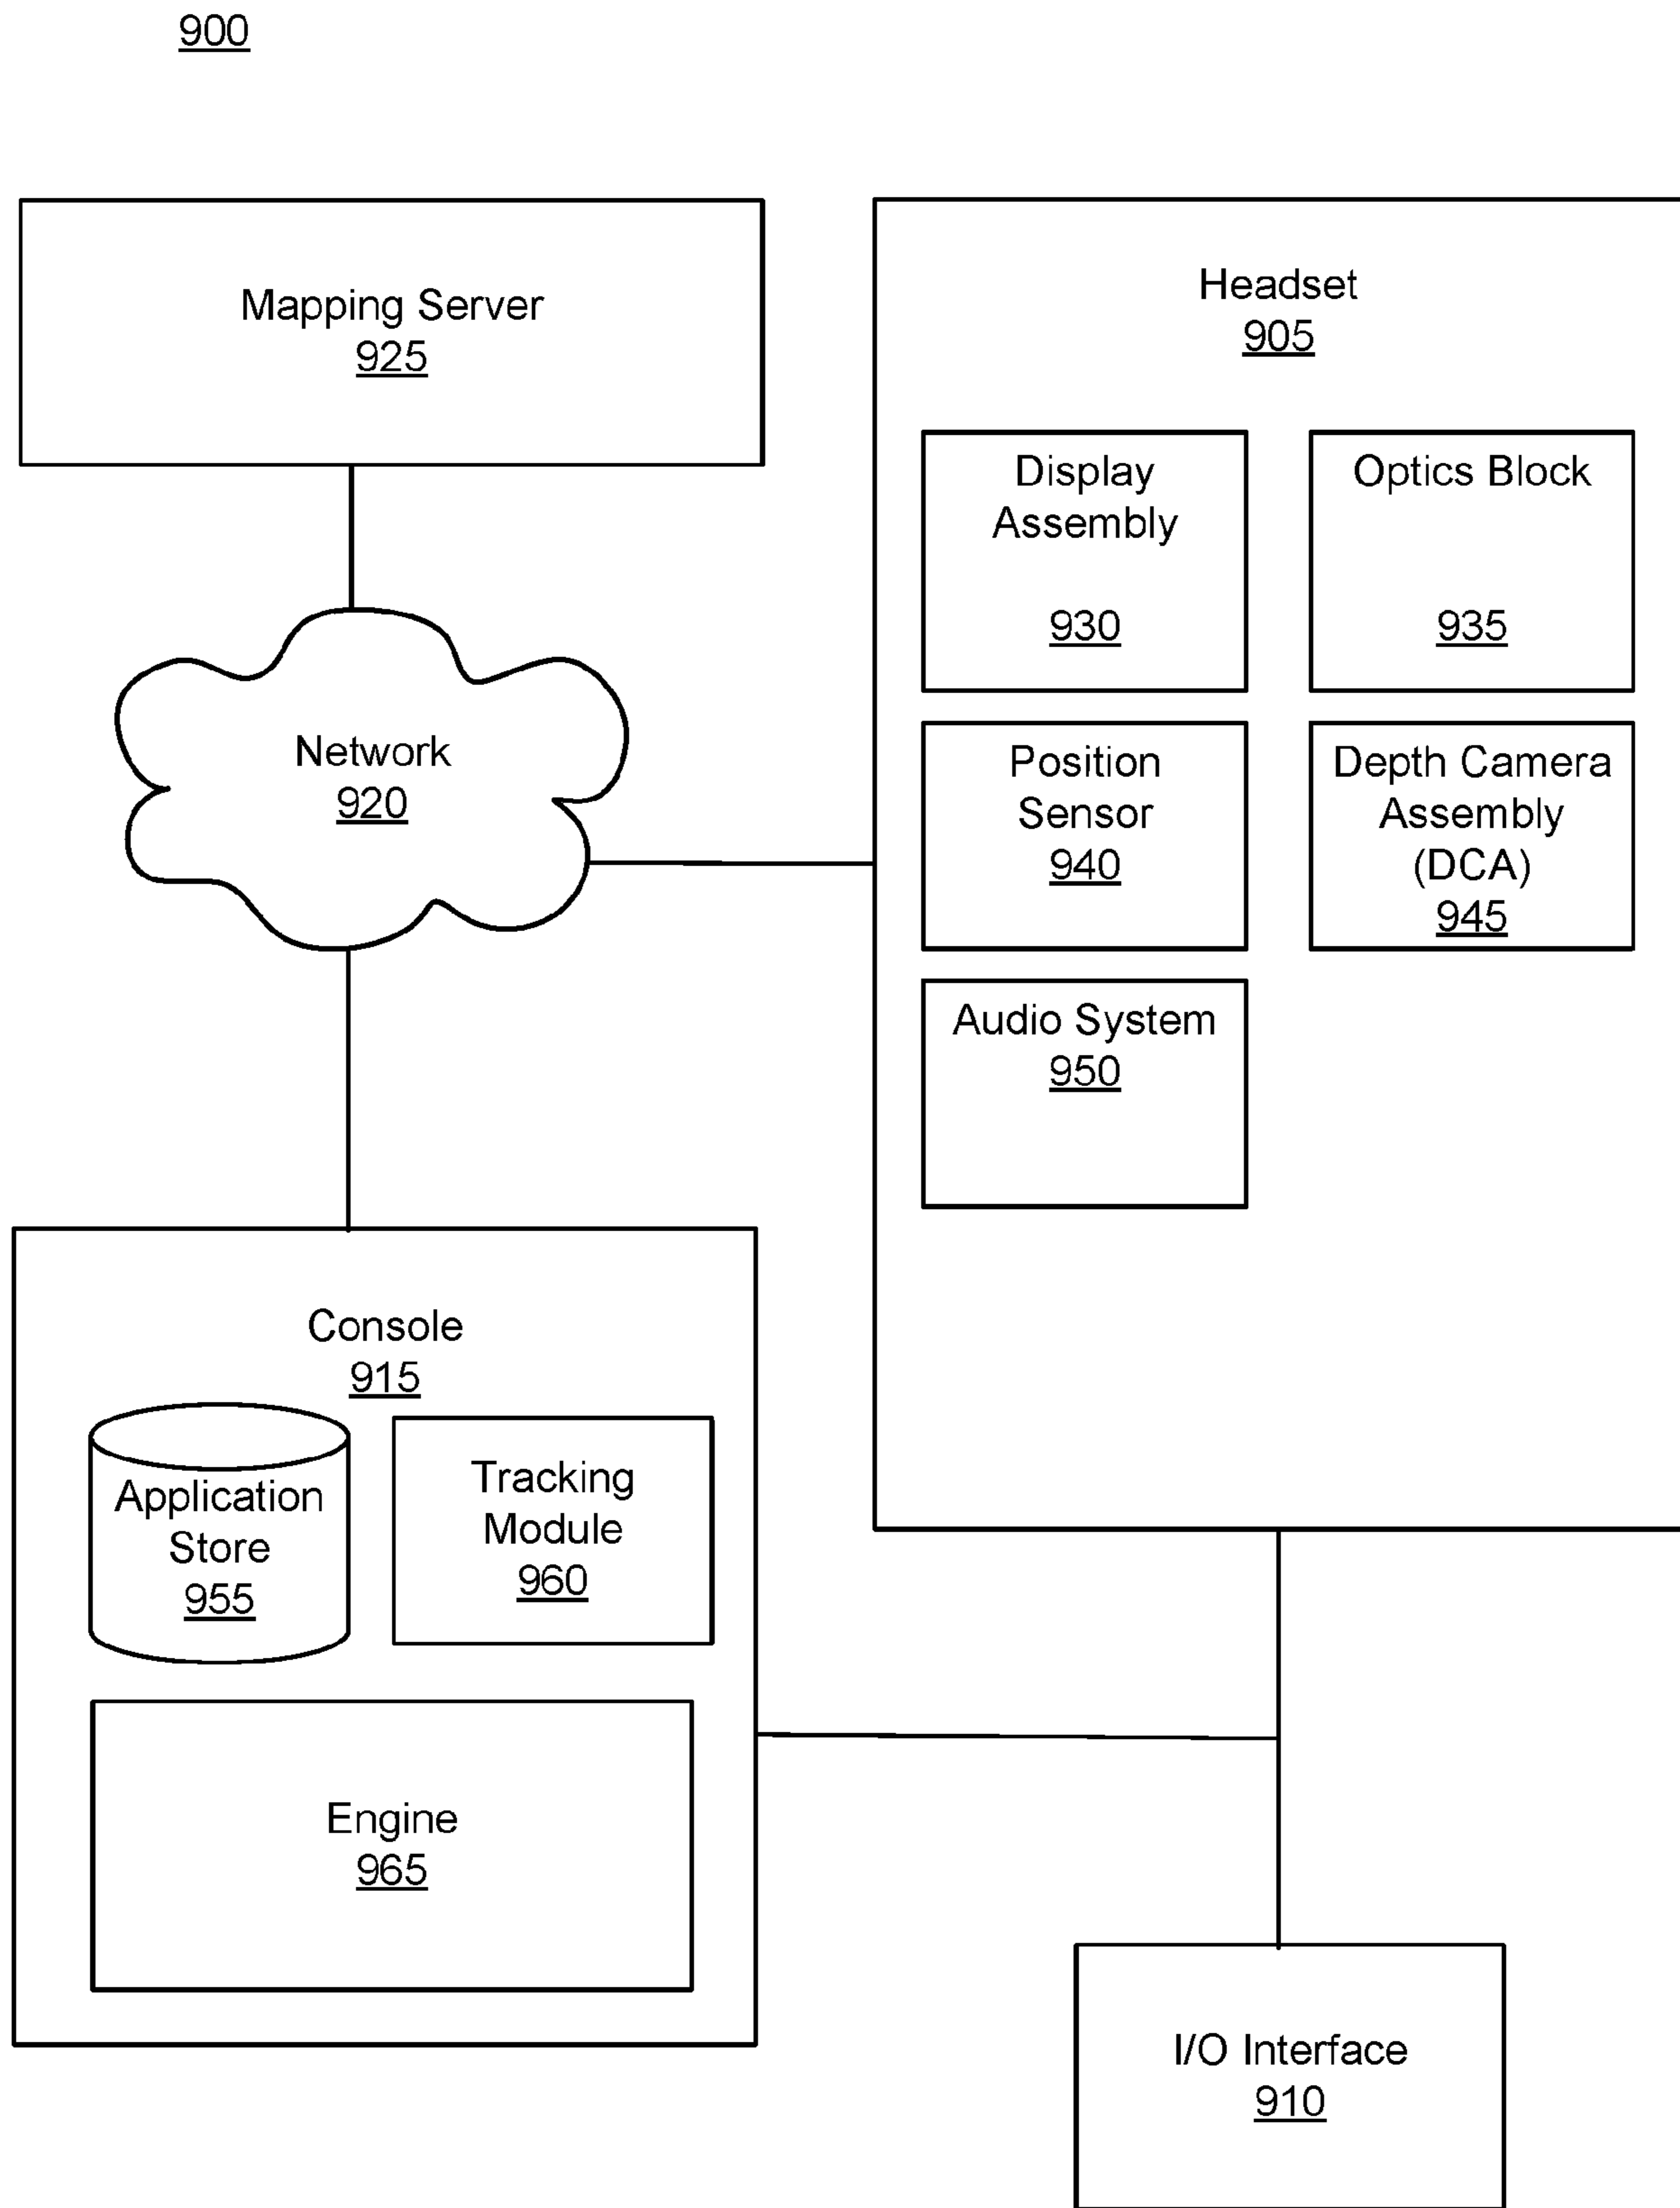 900
Mapping Server
925
Headset
905
Display
Assembly
930
Optics Block
935
Position
Sensor
940
Depth Camera
Assembly
(DCA)
945
Audio System
950
Network
920
Console
915
Application
Store
955
Tracking
Module
960
Engine
965
I/O Interface
910